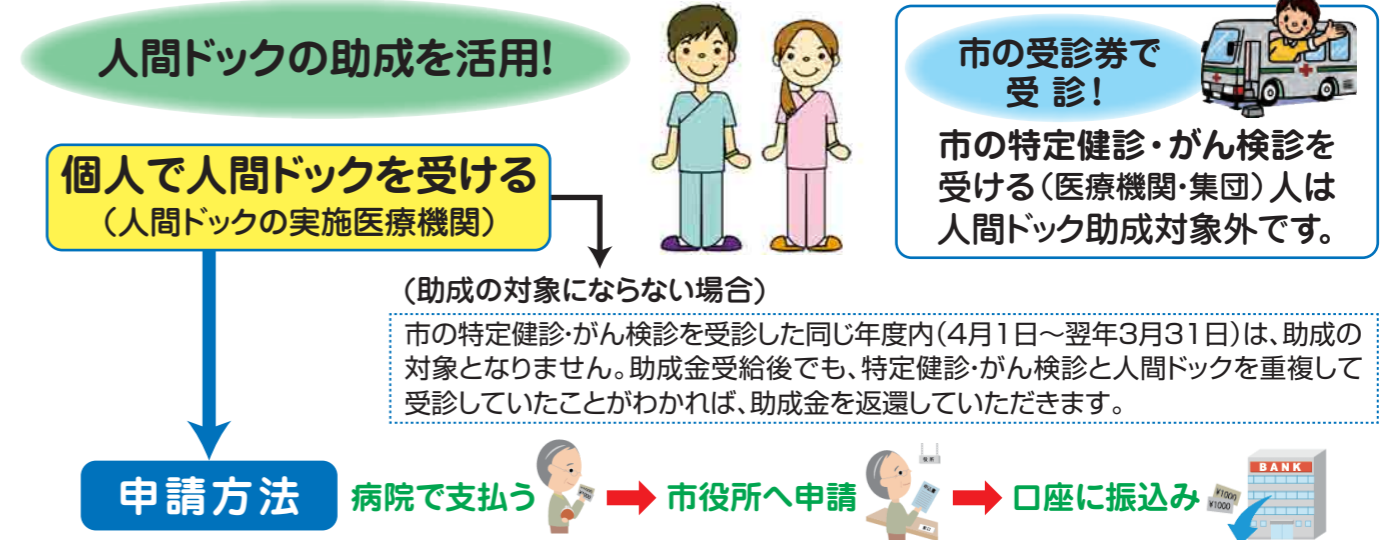 人間ドックの助成を活用!
市の受診券で
受診!
市の特定健診・がん検診を
受ける(医療機関・集団)人は
人間ドック助成対象外です。
個人で人間ドックを受ける
(人間ドックの実施医療機関)
(助成の対象にならない場合)
市の特定健診・がん検診を受診した同じ年度内(4月1日～翌年3月31日)は、助成の
対象となりません。助成金受給後でも、特定健診・がん検診と人間ドックを重複して
受診していたことがわかれば、助成金を返還していただきます。
申請方法
病院で支払う
市役所へ申請
口座に振込み
¥1000
¥1000
BANK